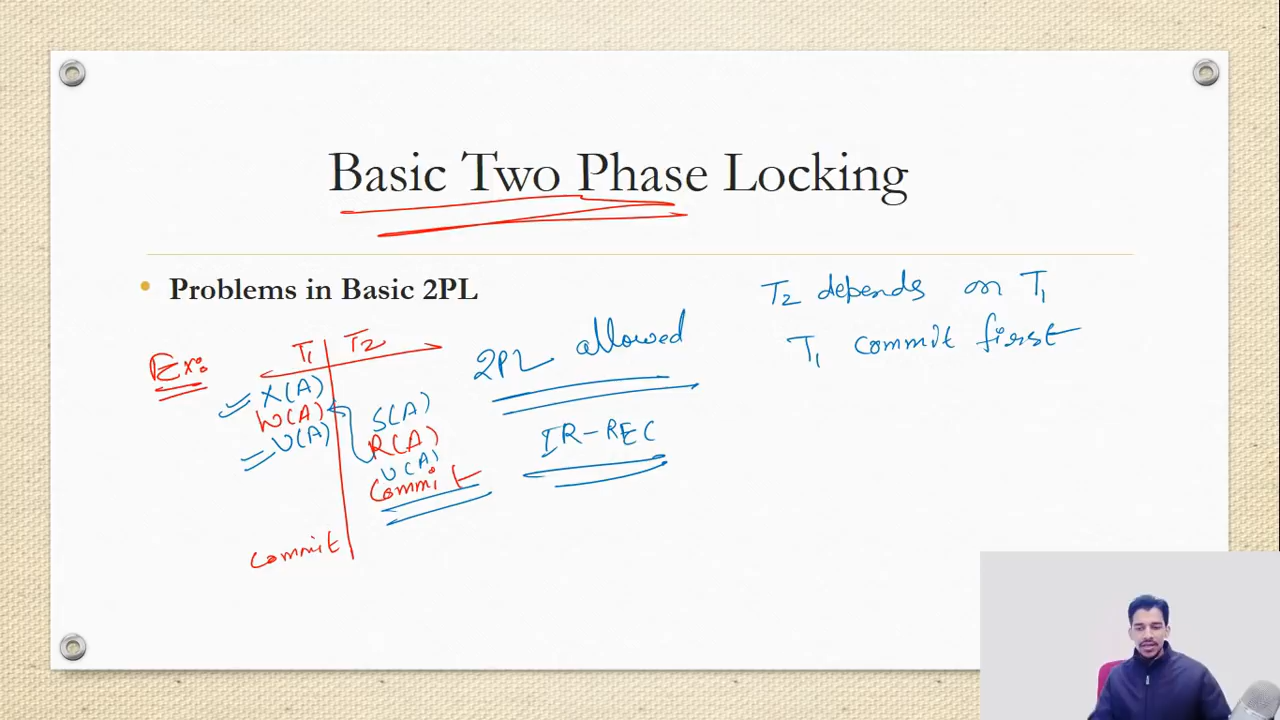 Basic Two Phase Locking
• Problems in Basic 2PL
Ex:
T1 T2
X(A)
W(A)
U(A)
S(A)
R(A)
U(A)
Commit
Commit
2PL allowed
IR-REC
T2 depends on T1
T1 commit first